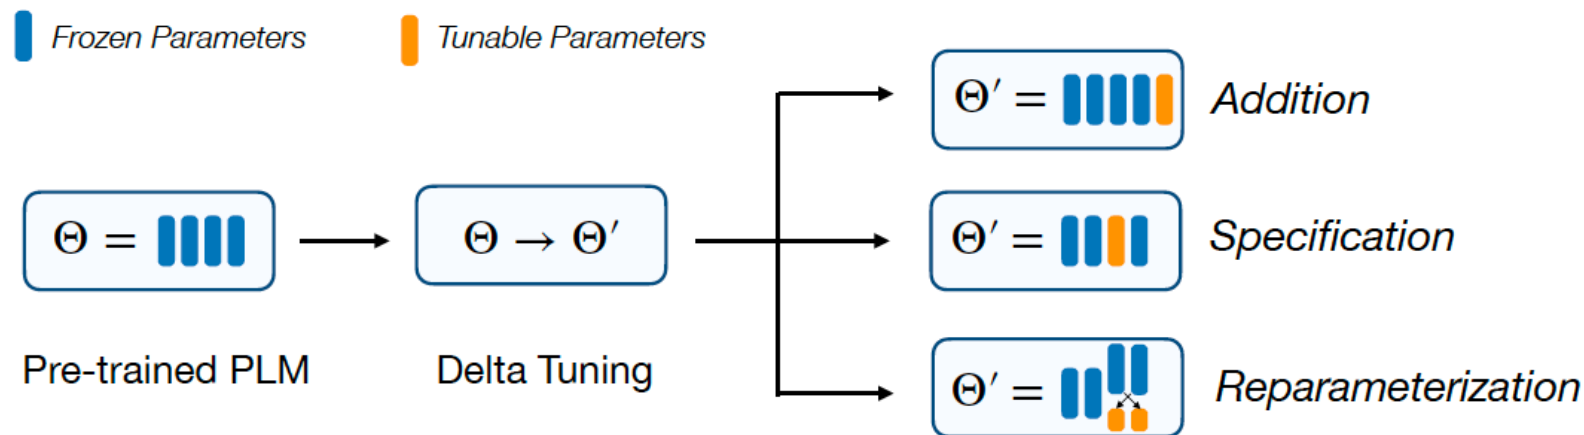 Frozen Parameters
Tunable Parameters
Θ′ =
Addition
Θ =
Θ → Θ′
Θ′ =
Specification
Pre-trained PLM
Delta Tuning
Θ′ =
Reparameterization